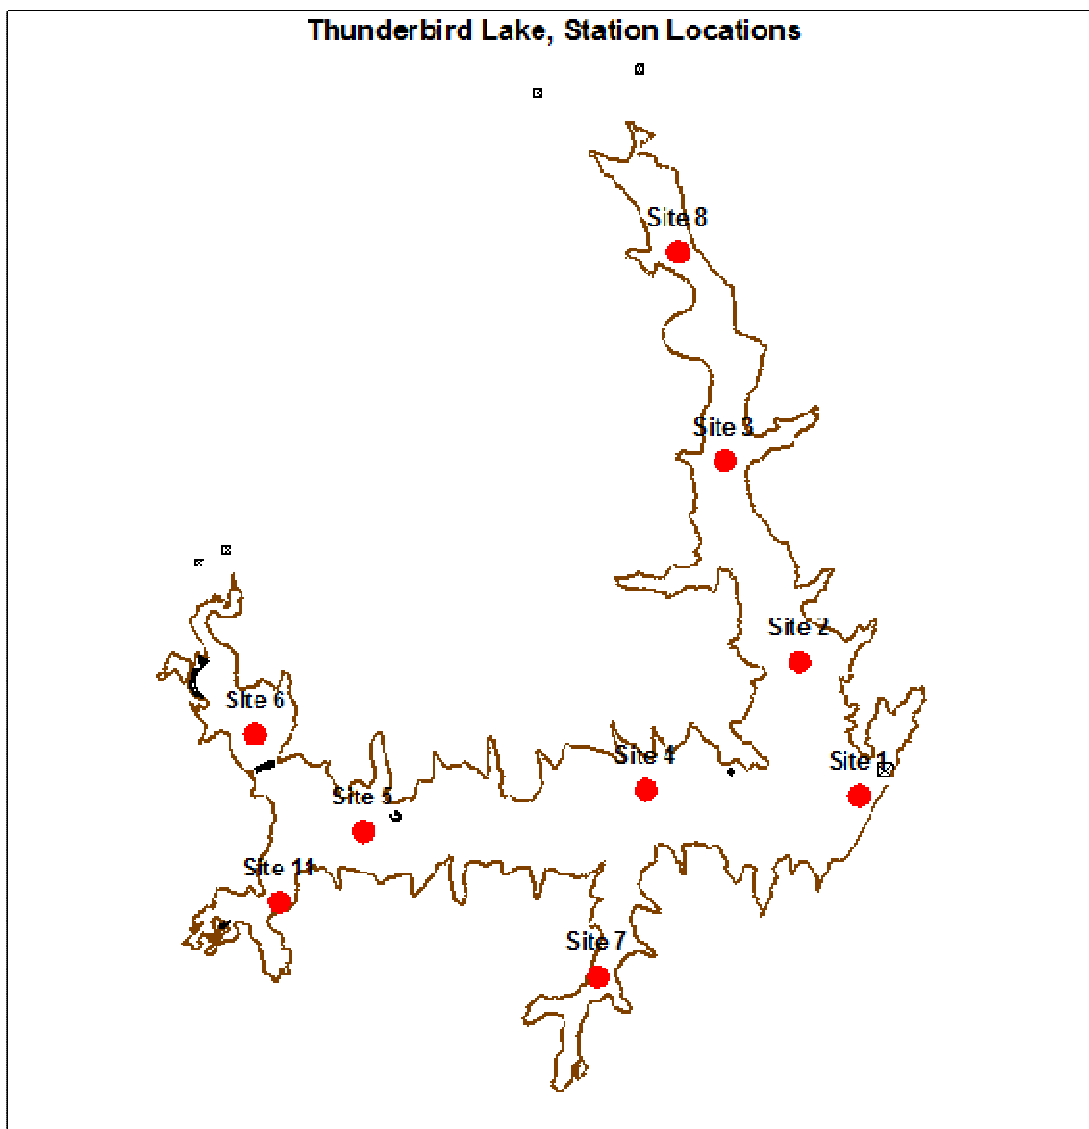 Thunderbird Lake, Station Locations
Site 8
Site 3
Site 2
Site 6
Site 4
Site 1
Site 5
Site 11
Site 7